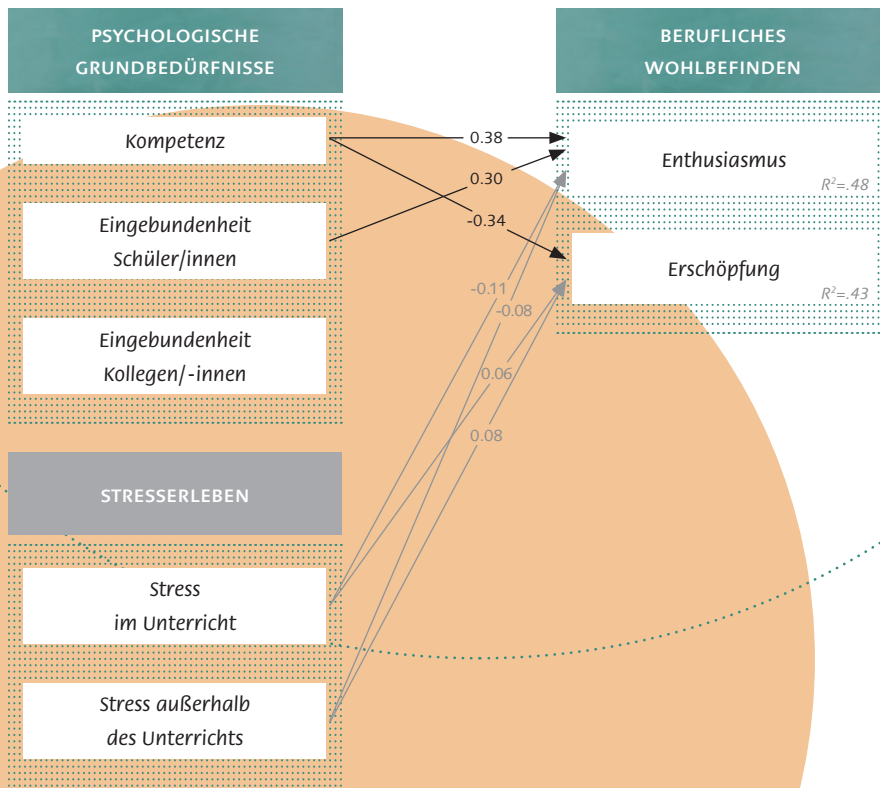 PSYCHOLOGISCHE
GRUNDBEDÜRFNISSE
BERUFLICHES
WOHLBEFINDEN
Kompetenz
Eingebundenheit
Schüler/innen
Eingebundenheit
Kollegen/-innen
0.38
0.30
-0.34
-0.11
-0.08
0.06
0.08
Enthusiasmus
R²=.48
Erschöpfung
R²=.43
STRESSERLEBEN
Stress
im Unterricht
Stress außerhalb
des Unterrichts